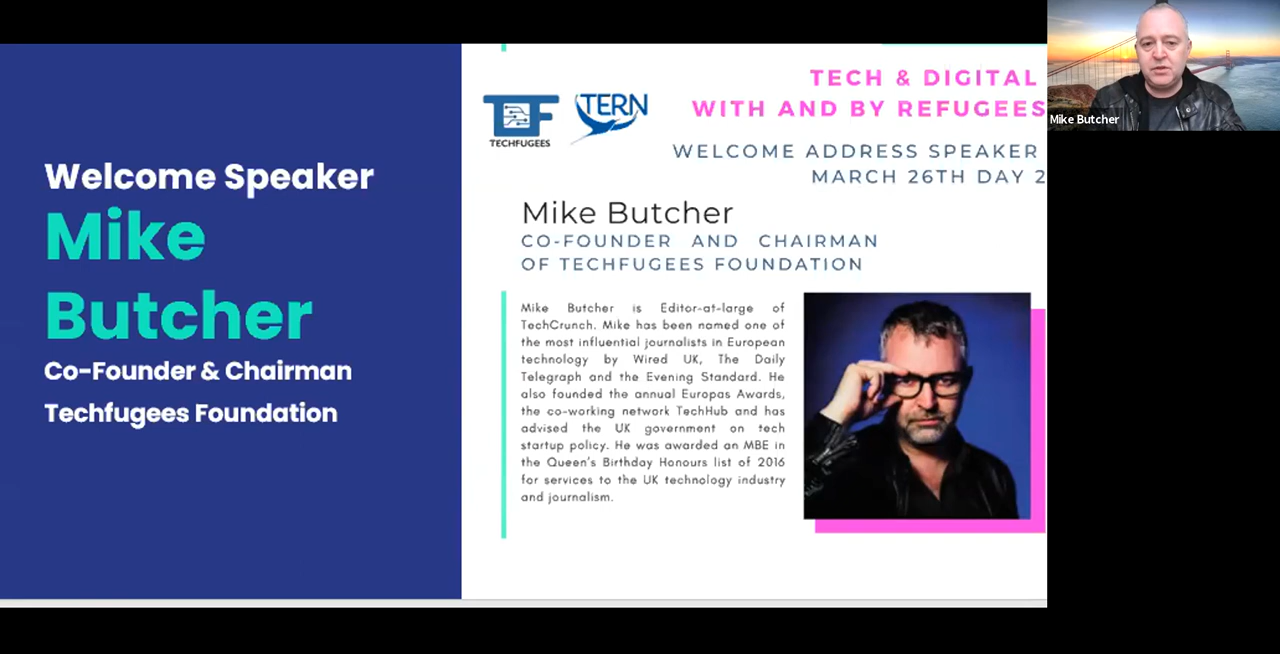 Welcome Speaker
Mike
Butcher
Co-Founder & Chairman
Techfugees Foundation
TECHFUGEES
TERN
TECH & DIGITAL
WITH AND BY REFUGEES
WELCOME ADDRESS SPEAKER
MARCH 26TH DAY 2
Mike Butcher
CO-FOUNDER AND CHAIRMAN
OF TECHFUGEES FOUNDATION
Mike Butcher is Editor-at-large of
TechCrunch. Mike has been named one of
the most influential journalists in European
technology by Wired UK, The Daily
Telegraph and the Evening Standard. He
also founded the annual Europas Awards,
the co-working network TechHub and has
advised the UK government on tech
startup policy. He was awarded an MBE in
the Queen's Birthday Honours list of 2016
for services to the UK technology industry
and journalism.
Mike Butcher